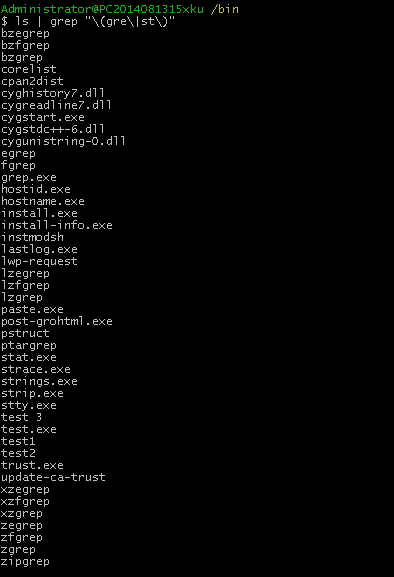 Administrator@PC2014081315xku /bin
$ ls | grep "\(gre\|st\)"
bzegrep
bzfgrep
bzgrep
corelist
cpan2dist
cyghistory7.dll
cygreadline7.dll
cygstart.exe
cygstdc++-6.dll
cygunistring-0.dll
egrep
fgrep
grep.exe
hostid.exe
hostname.exe
install.exe
install-info.exe
instmodsh
lastlog.exe
lwp-request
lzegrep
lzfgrep
lzgrep
paste.exe
post-grohtml.exe
pstruct
ptargrep
stat.exe
strace.exe
strings.exe
strip.exe
stty.exe
test 3
test.exe
test1
test2
trust.exe
update-ca-trust
xzegrep
xzfgrep
xzgrep
zegrep
zfgrep
zgrep
zipgrep